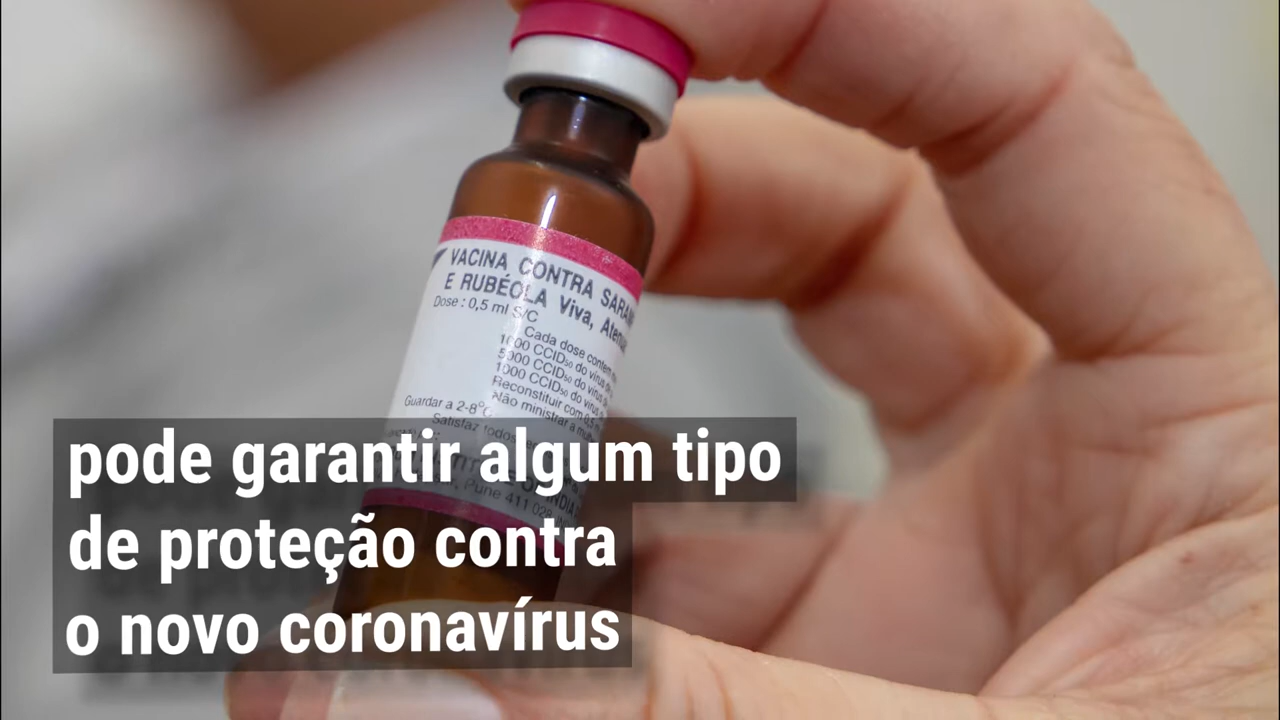 VACINA CONTRA
E RUBÉOLA Viva,
Dose : 0,5 ml S/C
Cada dose contém
1000 CCID₅₀ do vírus
5000 CCID₅₀ do vírus
1000 CCID₅₀ do vírus
Reconstituir com 0,5
Não ministrar a
Guardar a 2-8°C
Satisfaz
Pune 411 028,
pode garantir algum tipo
de proteção contra
o novo coronavírus